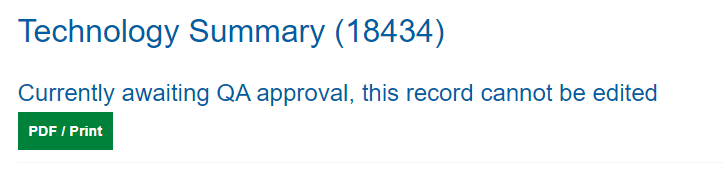 Technology Summary (18434)
Currently awaiting QA approval, this record cannot be edited
PDF / Print